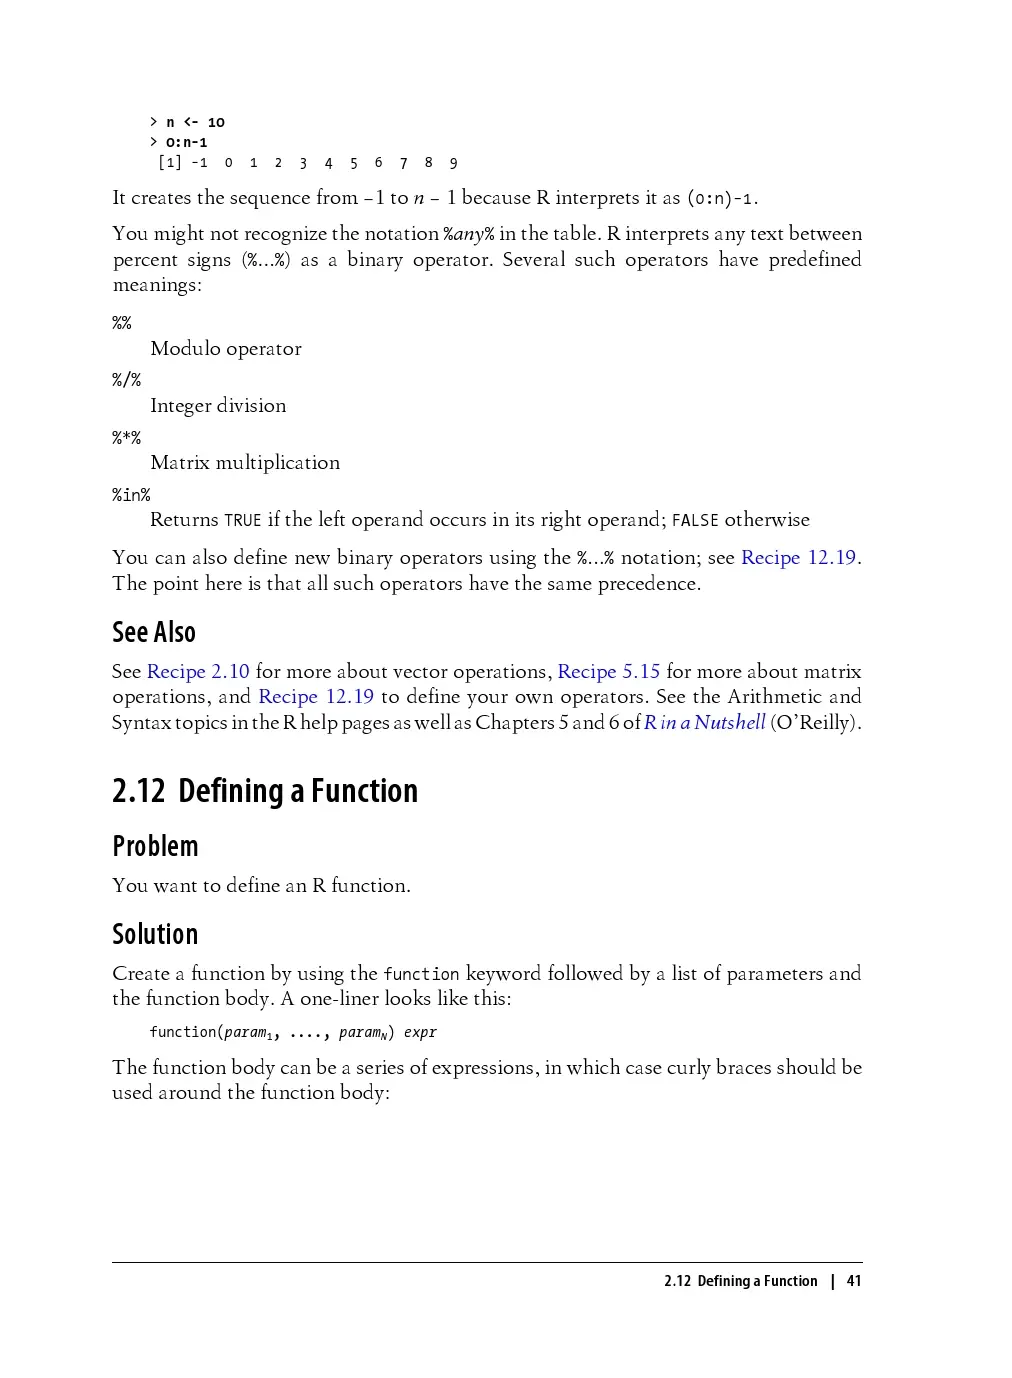 > n <- 10
> 0:n-1
[1] -1 0 1 2 3 4 5 6 7 8 9
It creates the sequence from –1 to n – 1 because R interprets it as (0:n)-1.
You might not recognize the notation %any% in the table. R interprets any text between
percent signs (%...%) as a binary operator. Several such operators have predefined
meanings:
%%
Modulo operator
%/%
Integer division
%*%
Matrix multiplication
%in%
Returns TRUE if the left operand occurs in its right operand; FALSE otherwise
You can also define new binary operators using the %...% notation; see Recipe 12.19.
The point here is that all such operators have the same precedence.
See Also
See Recipe 2.10 for more about vector operations, Recipe 5.15 for more about matrix
operations, and Recipe 12.19 to define your own operators. See the Arithmetic and
Syntax topics in the R help pages as well as Chapters 5 and 6 of R in a Nutshell (O’Reilly).
2.12 Defining a Function
Problem
You want to define an R function.
Solution
Create a function by using the function keyword followed by a list of parameters and
the function body. A one-liner looks like this:
function(param1, ...., paramN) expr
The function body can be a series of expressions, in which case curly braces should be
used around the function body:
2.12 Defining a Function | 41